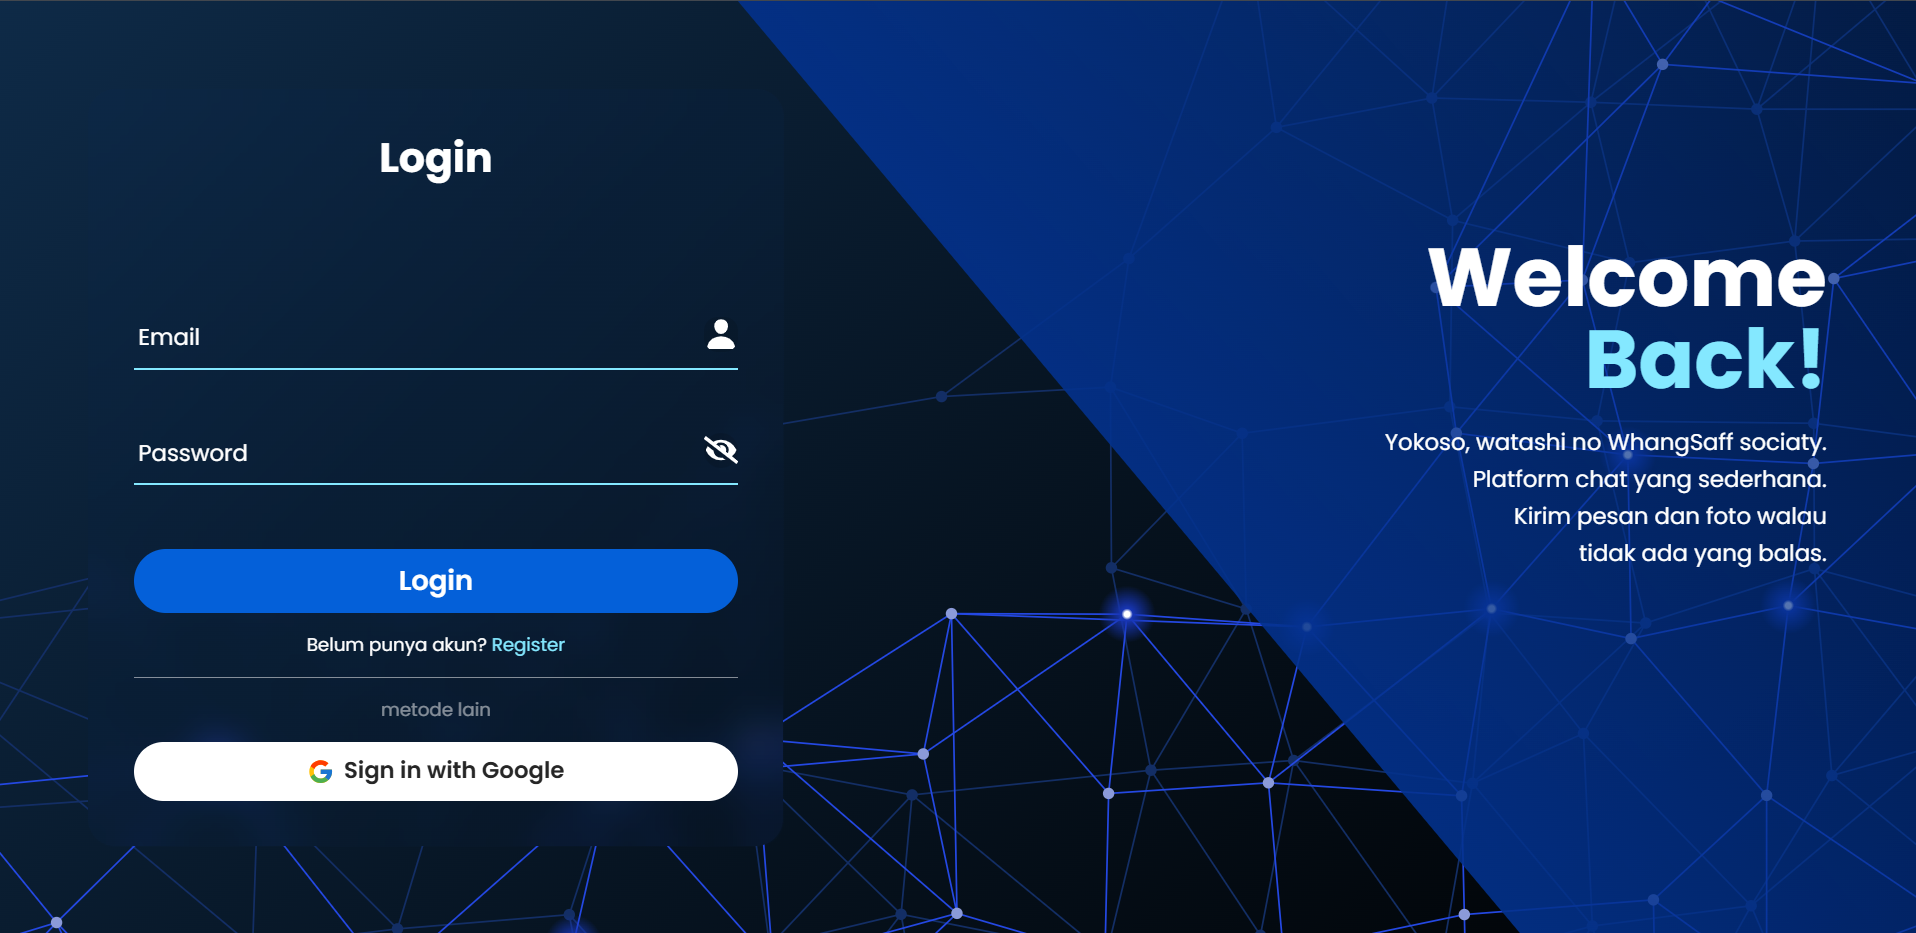 Login
Email
Password
Login
Belum punya akun? Register
metode lain
Sign in with Google
Welcome
Back!
Yokoso, watashi no WhangSaff sociaty.
Platform chat yang sederhana.
Kirim pesan dan foto walau
tidak ada yang balas.